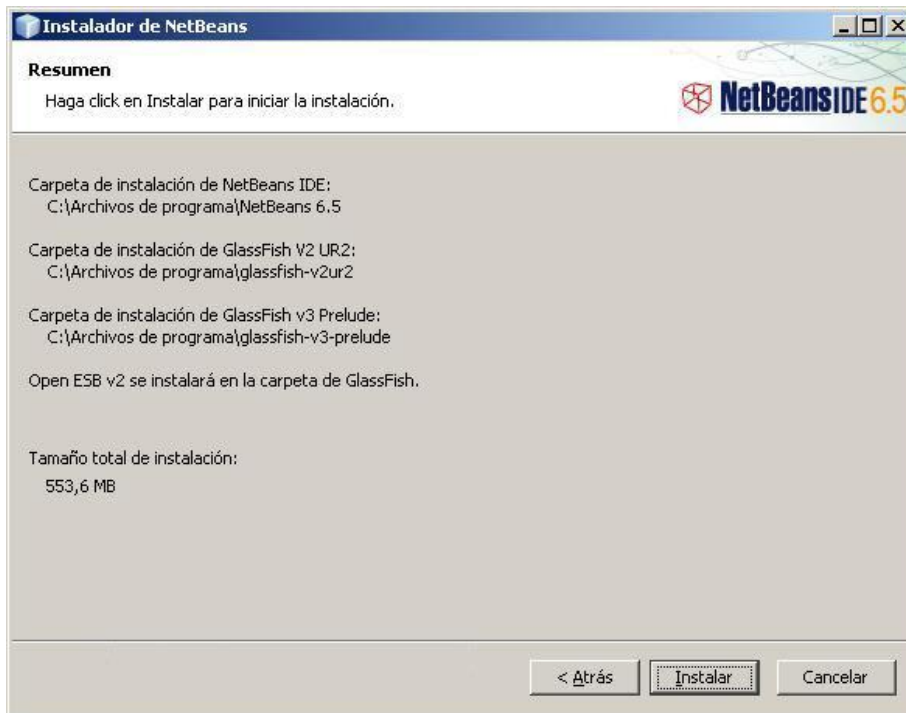 Instalador de NetBeans
Resumen
Haga click en Instalar para iniciar la instalación.
NetBeans IDE 6.5
Carpeta de instalación de NetBeans IDE:
C:\Archivos de programa\NetBeans 6.5
Carpeta de instalación de GlassFish V2 UR2:
C:\Archivos de programa\glassfish-v2ur2
Carpeta de instalación de GlassFish v3 Prelude:
C:\Archivos de programa\glassfish-v3-prelude
Open ESB v2 se instalará en la carpeta de GlassFish.
Tamaño total de instalación:
553,6 MB
< Atrás
Instalar
Cancelar